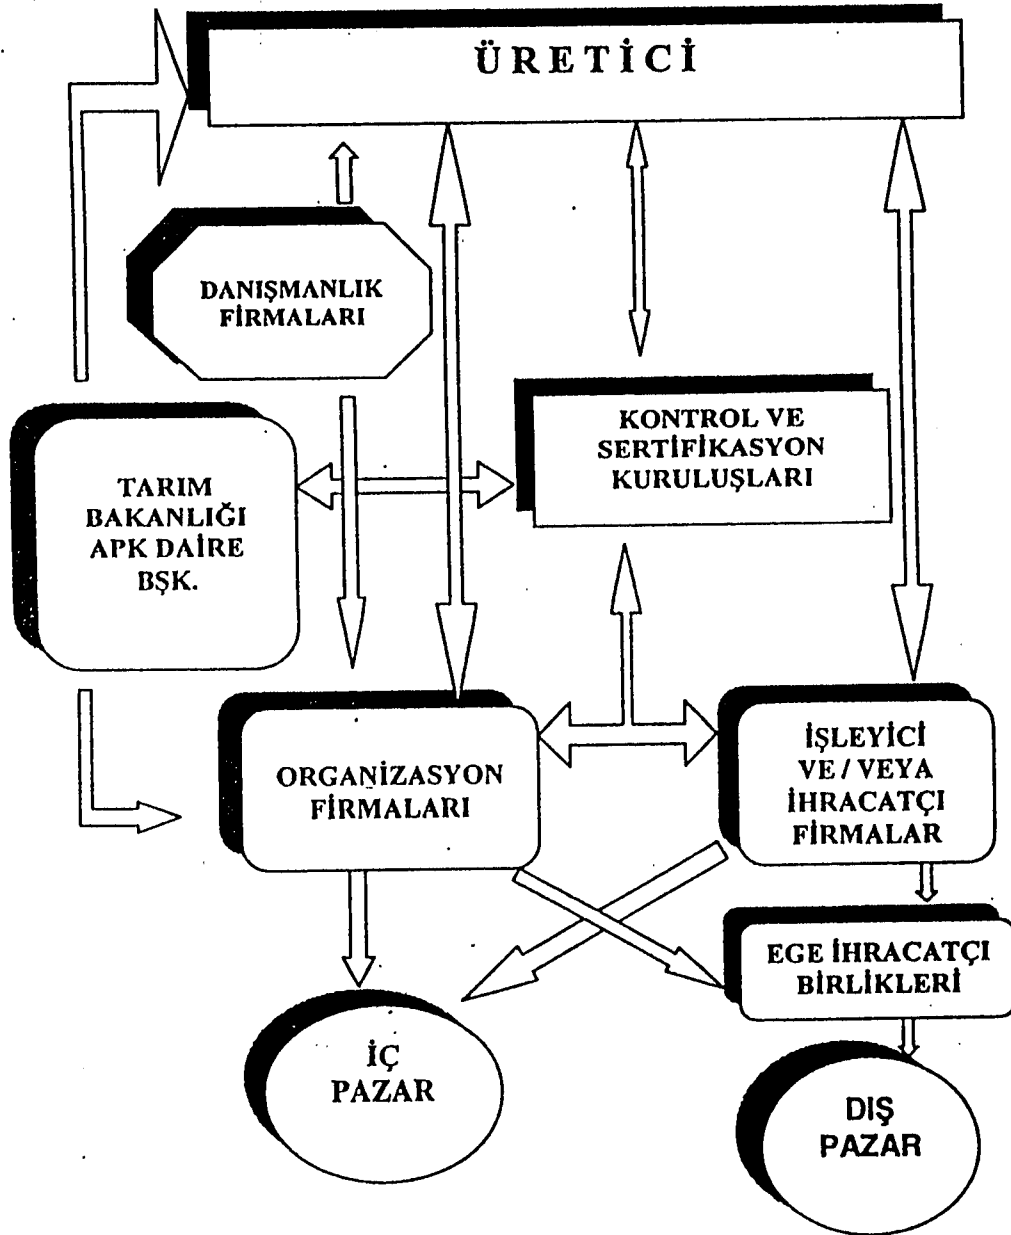 ÜRETİCİ
DANIŞMANLIK
FİRMALARI
KONTROL VE
SERTİFİKASYON
KURULUŞLARI
TARIM
BAKANLIĞI
APK DAİRE
BŞK.
ORGANİZASYON
FİRMALARI
İŞLEYİCİ
VE / VEYA
İHRACATÇI
FİRMALAR
EGE İHRACATÇI
BİRLİKLERİ
İÇ
PAZAR
DIŞ
PAZAR